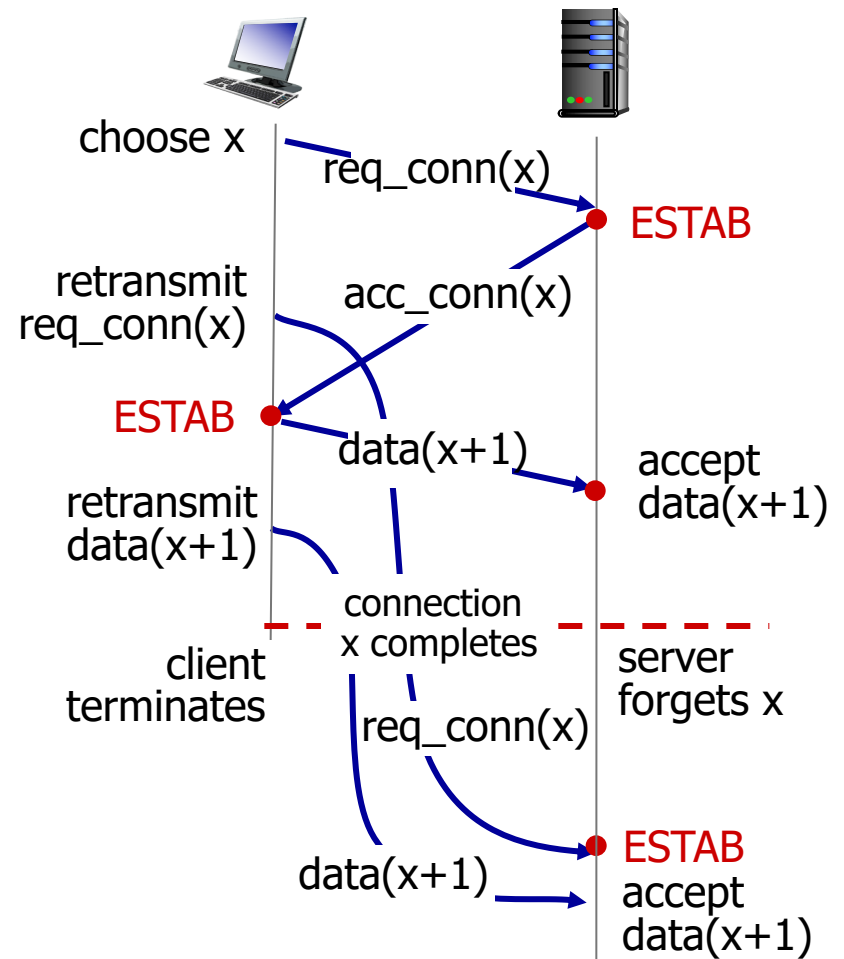 choose x
req_conn(x)
ESTAB
retransmit
req_conn(x)
acc_conn(x)
ESTAB
data(x+1)
accept
data(x+1)
retransmit
data(x+1)
connection
x completes
client
terminates
server
forgets x
req_conn(x)
ESTAB
data(x+1)
accept
data(x+1)